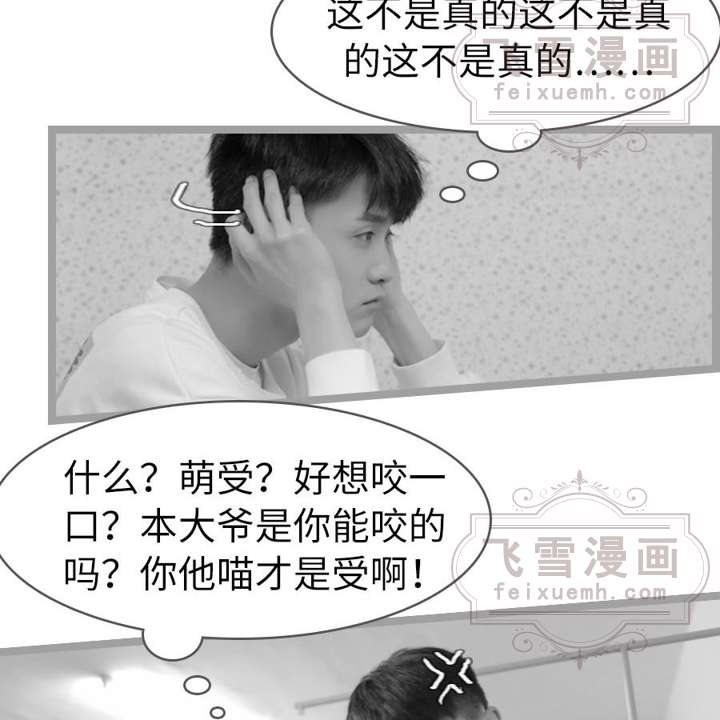 这不是真的这不是真
的这不是真的……
飞雪漫画
feixuemh.com
什么？萌受？好想咬一
口？本大爷是你能咬的
吗？你他喵才是受啊！
飞雪漫画
feixuemh.com